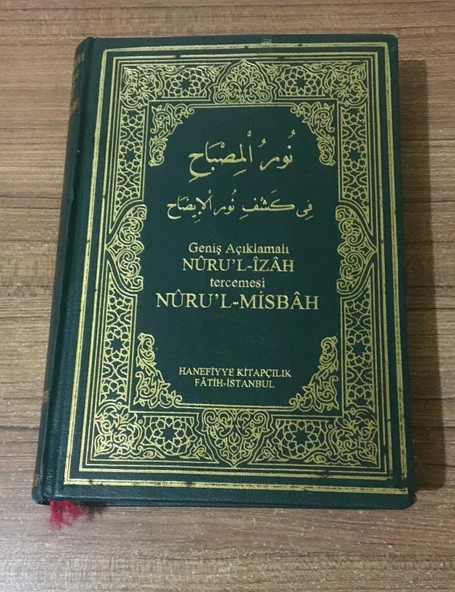 نُورُ الْمِصْبَاحِ
فِي كَشْفِ نُورِ الْإِيضَاحِ
Geniş Açıklamalı
NÛRU'L-ÎZÂH
tercemesi
NÛRU'L-MİSBÂH
HANEFİYYE KİTAPÇILIK
FÂTİH-İSTANBUL